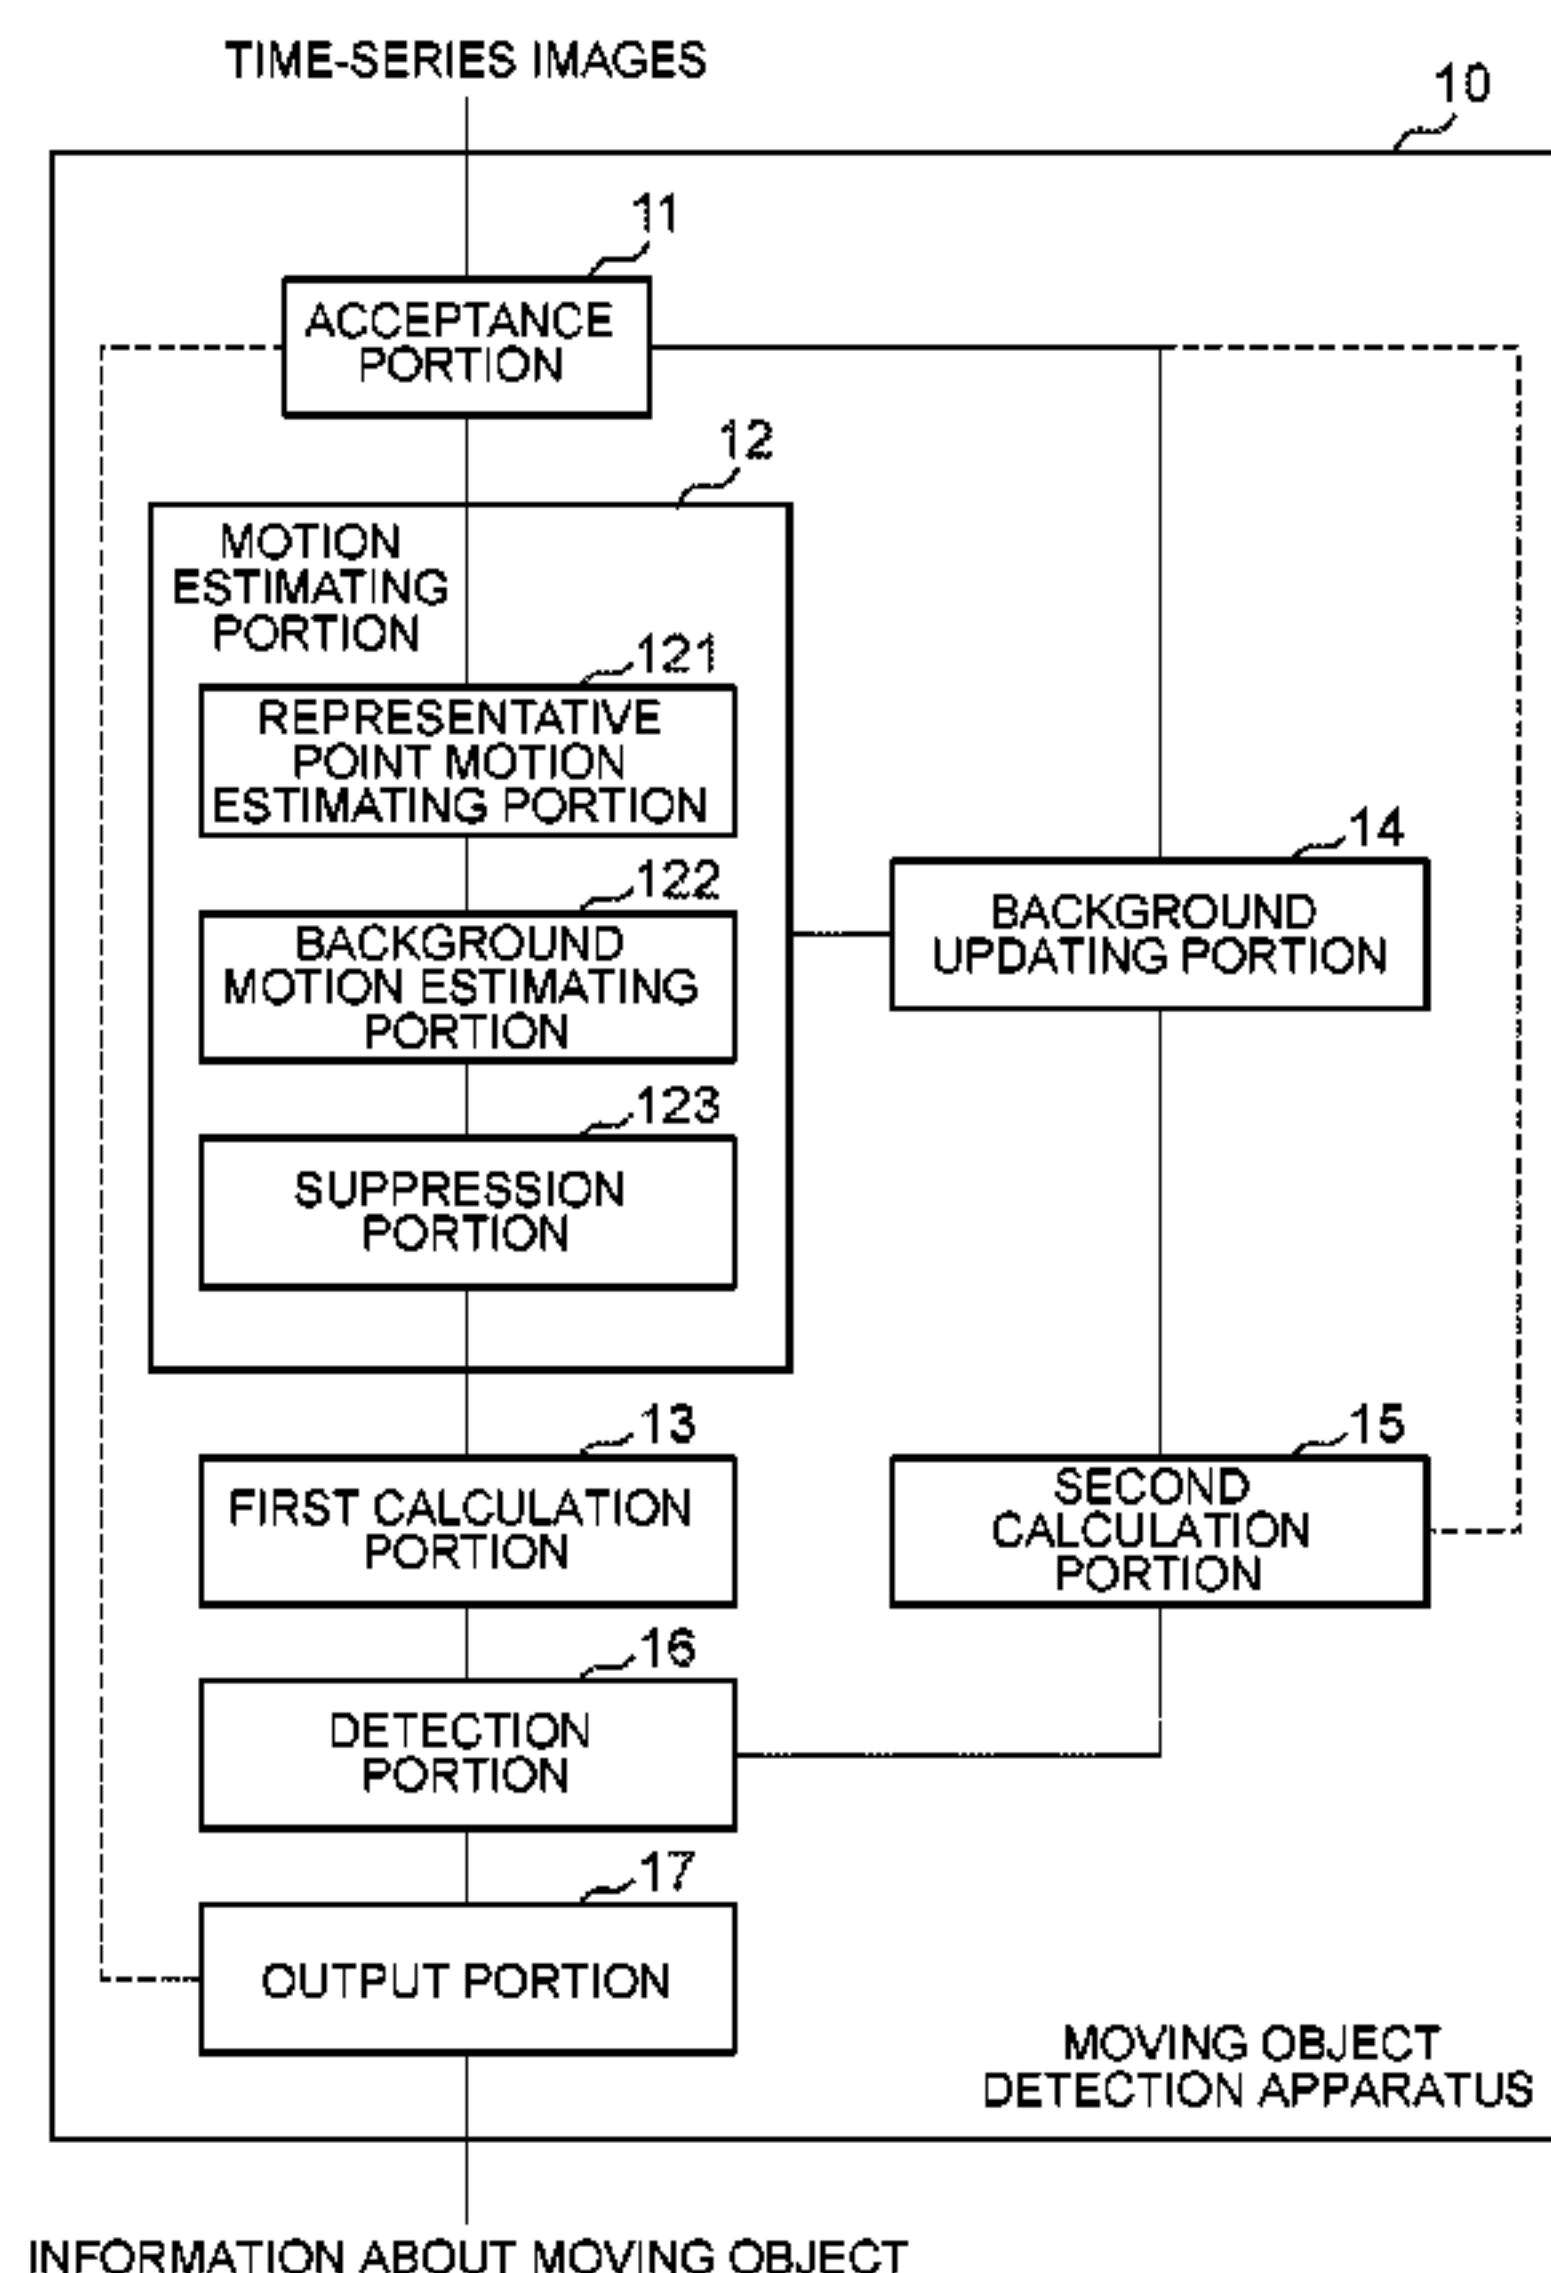 TIME-SERIES IMAGES
10
11
ACCEPTANCE
PORTION
12
MOTION
ESTIMATING
PORTION
121
REPRESENTATIVE
POINT MOTION
ESTIMATING PORTION
14
BACKGROUND
UPDATING PORTION
122
BACKGROUND
MOTION ESTIMATING
PORTION
123
SUPPRESSION
PORTION
13
FIRST CALCULATION
PORTION
15
SECOND
CALCULATION
PORTION
16
DETECTION
PORTION
17
OUTPUT PORTION
MOVING OBJECT
DETECTION APPARATUS
INFORMATION ABOUT MOVING OBJECT